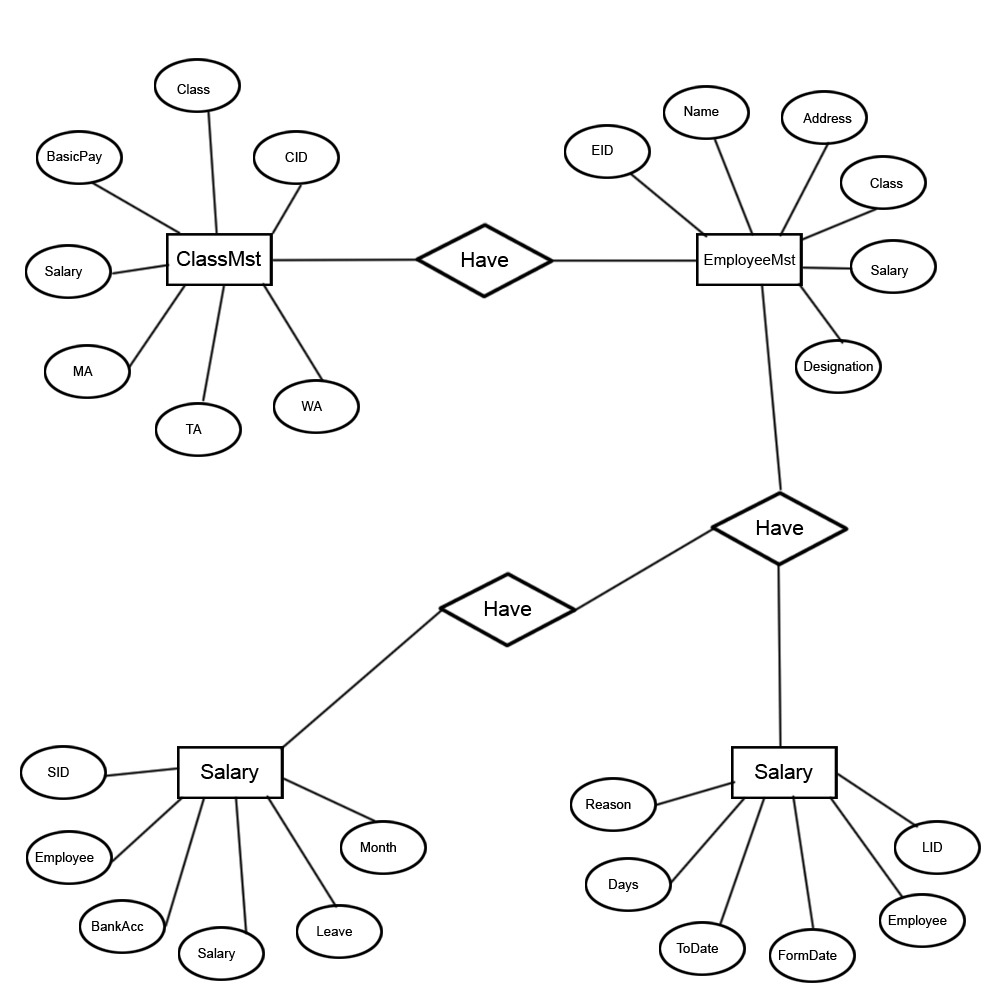 Class
BasicPay
CID
Salary
ClassMst
MA
TA
WA
Have
EID
Name
Address
Class
EmployeeMst
Salary
Designation
Have
Have
SID
Salary
Employee
BankAcc
Salary
Leave
Month
Salary
Reason
Days
ToDate
FormDate
Employee
LID